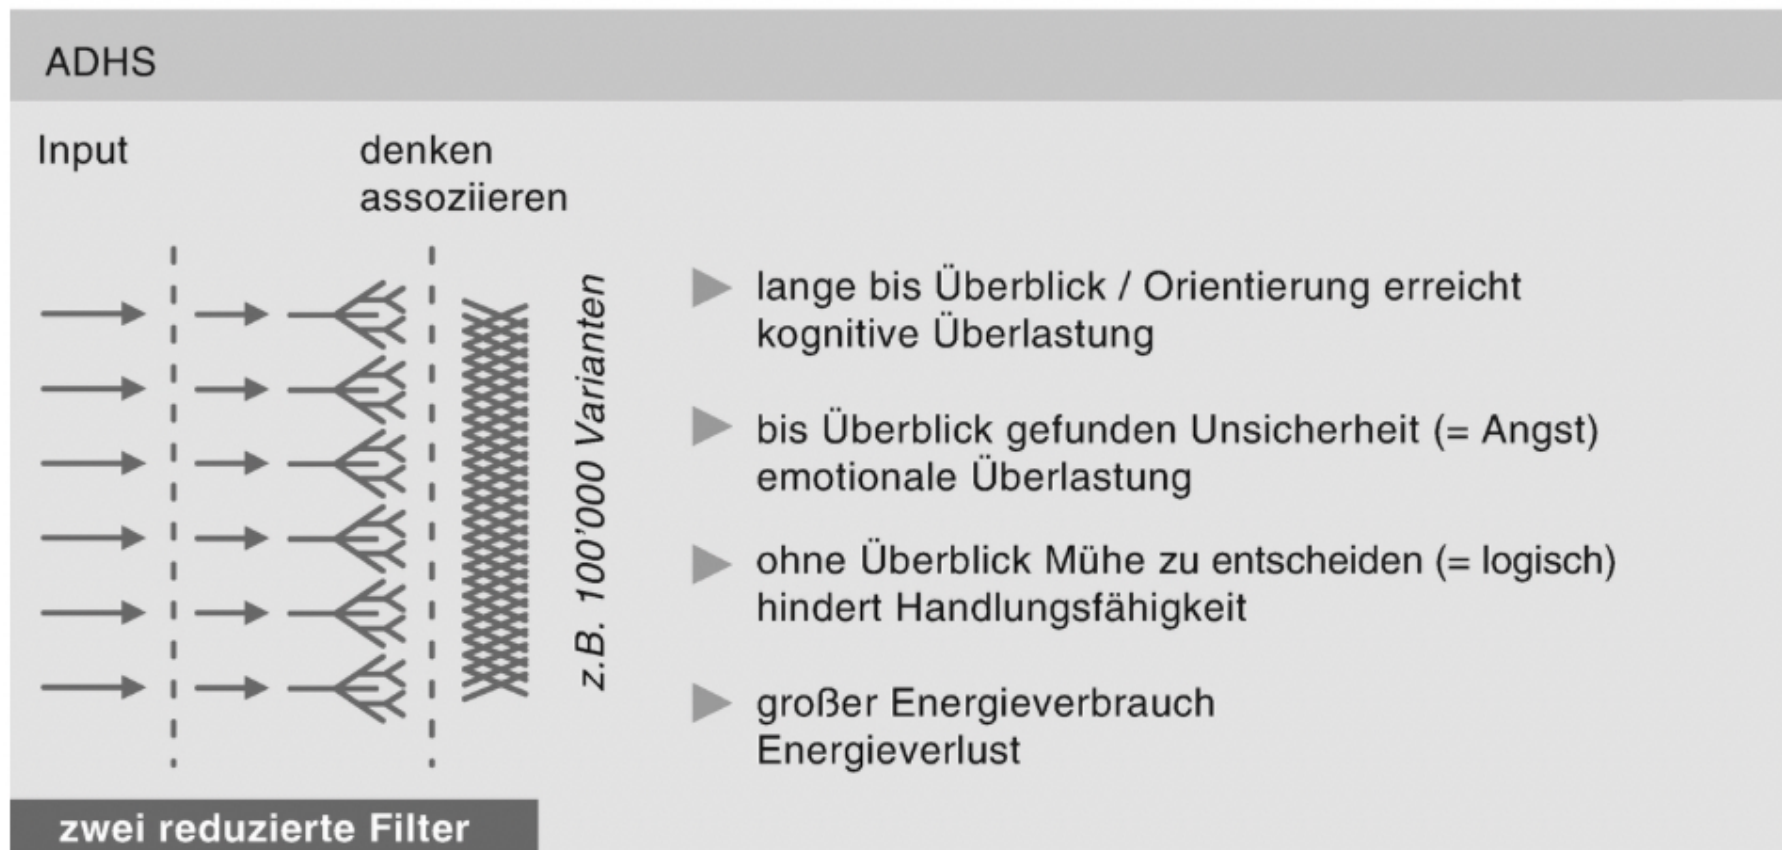 ADHS
Input
denken
assoziieren
z.B. 100'000 Varianten
lange bis Überblick / Orientierung erreicht
kognitive Überlastung
bis Überblick gefunden Unsicherheit (= Angst)
emotionale Überlastung
ohne Überblick Mühe zu entscheiden (= logisch)
hindert Handlungsfähigkeit
großer Energieverbrauch
Energieverlust
zwei reduzierte Filter